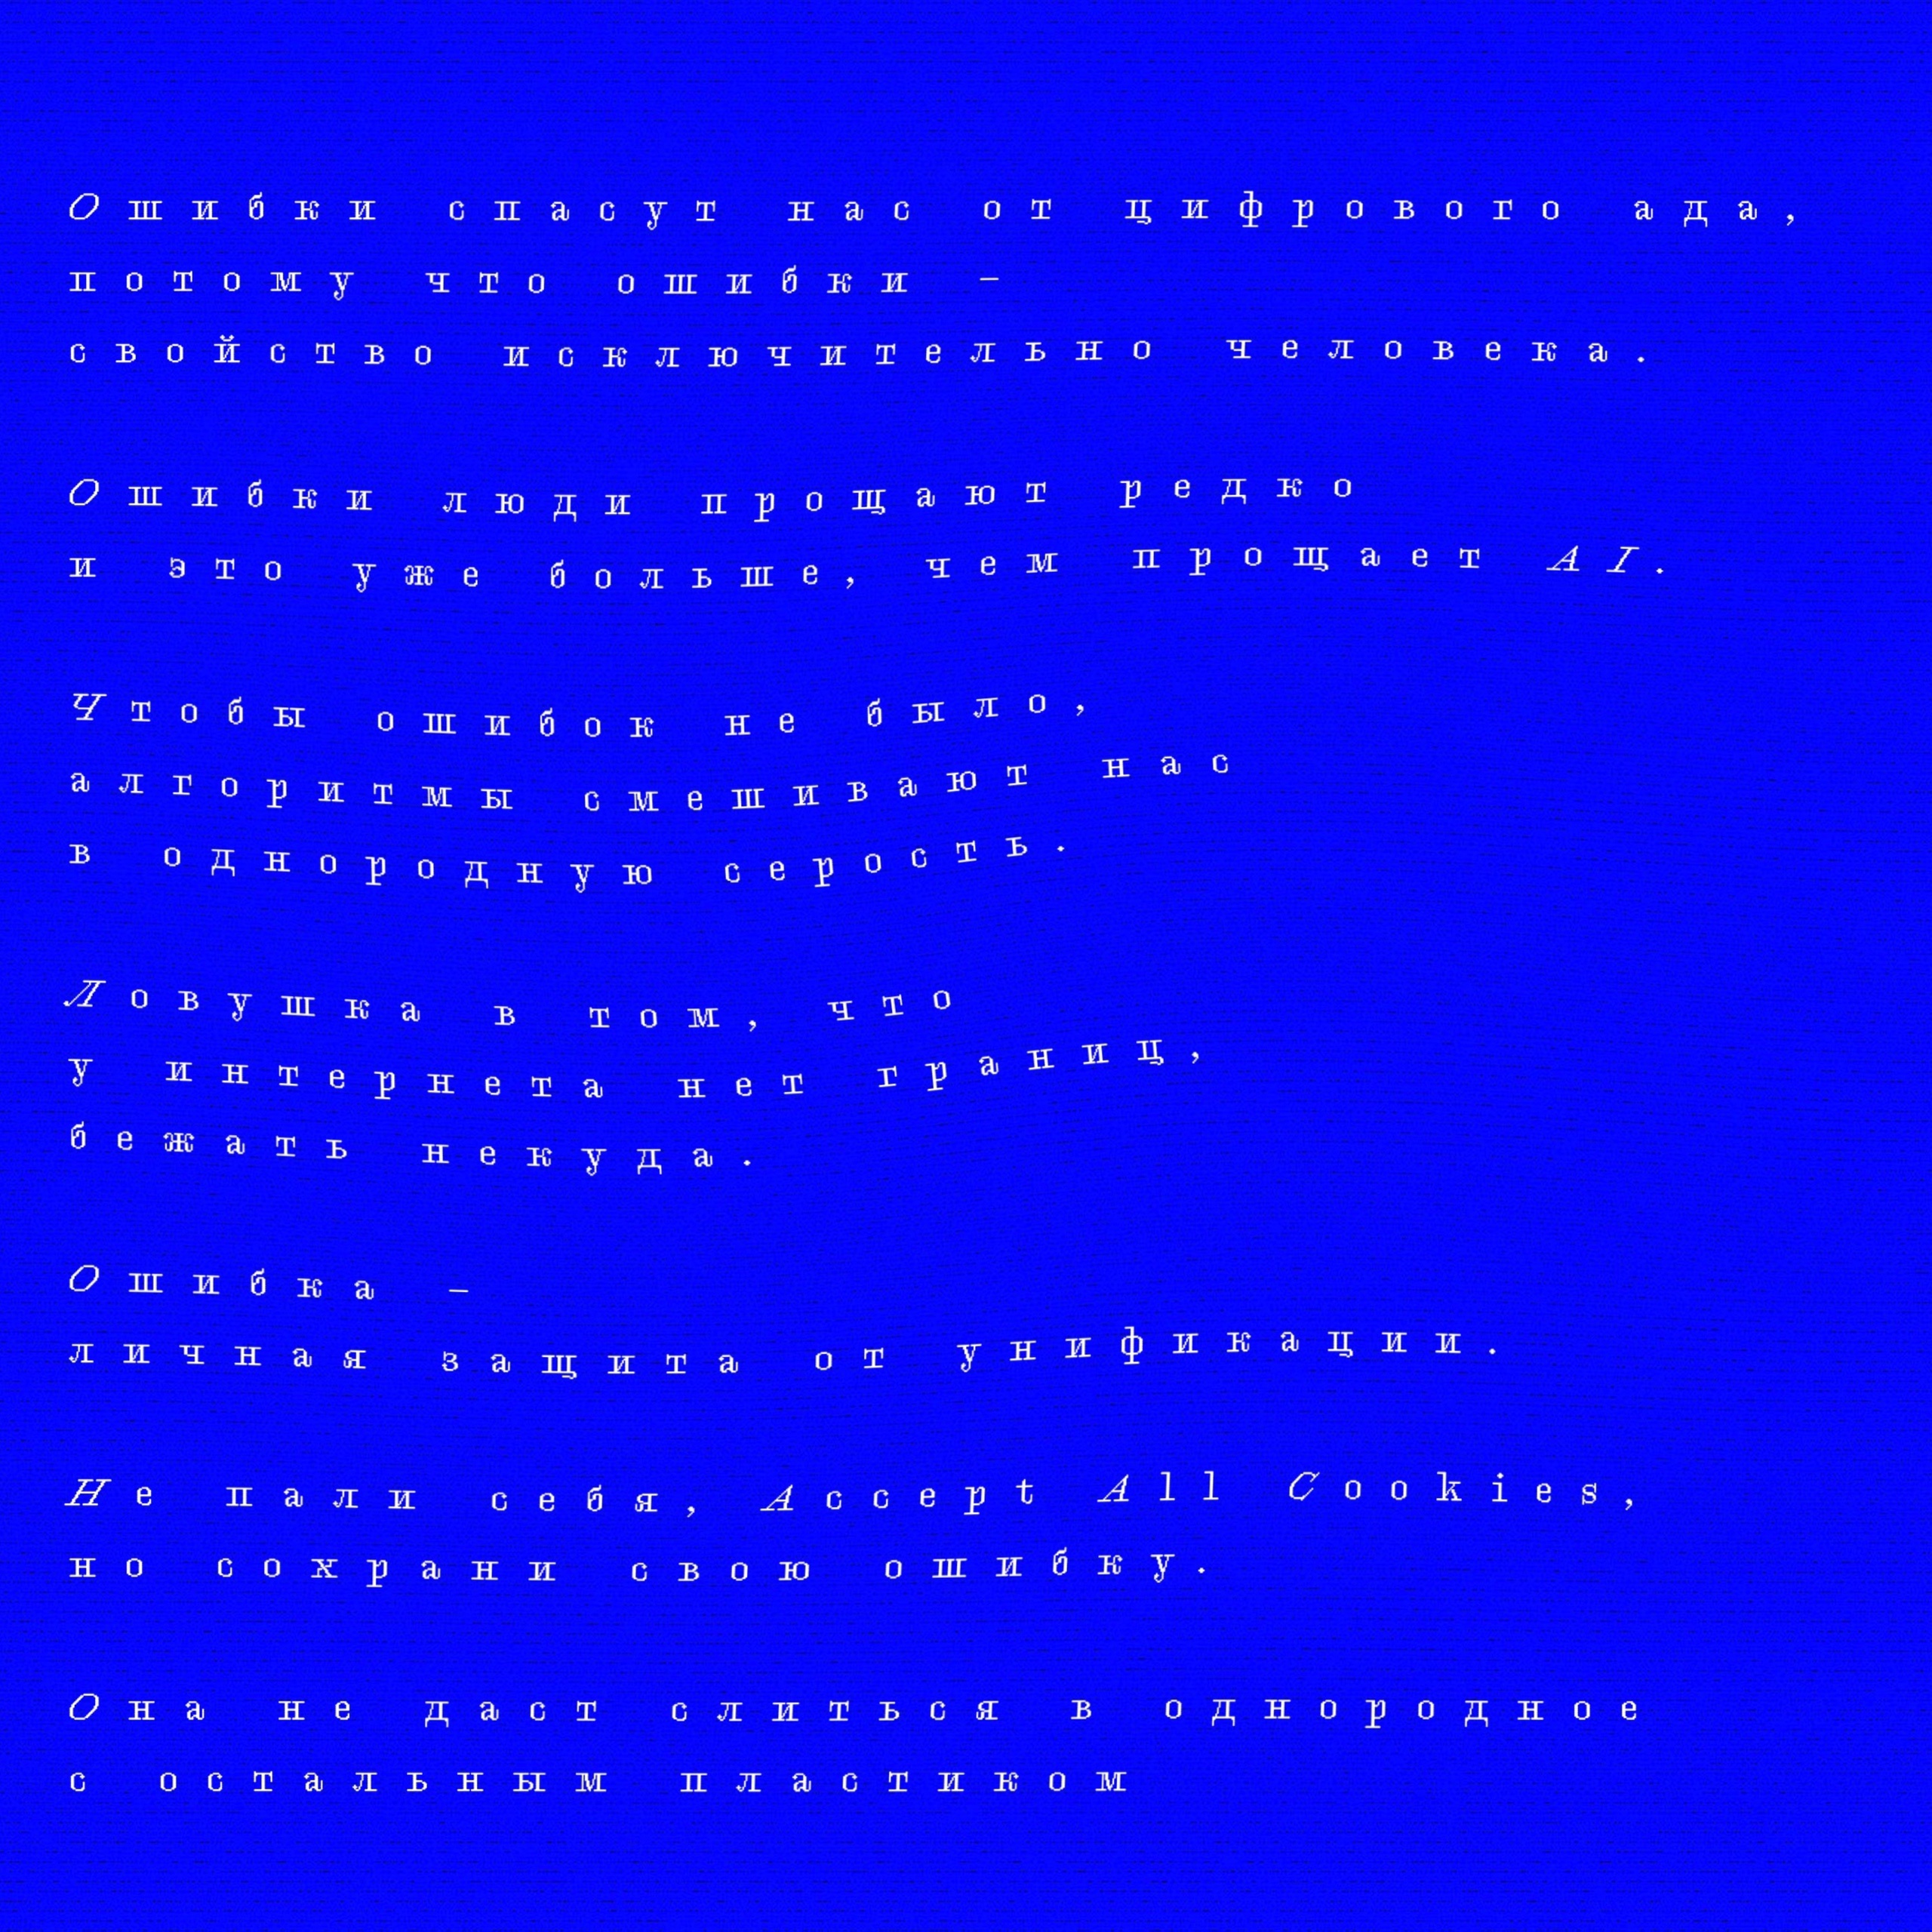 Ошибки спасут нас от цифрового ада,
потому что ошибки –
свойство исключительно человека.
Ошибки люди прощают редко
и это уже больше, чем прощает AI.
Чтобы ошибок не было,
алгоритмы смешивают нас
в однородную серость.
Ловушка в том, что
у интернета нет границ,
бежать некуда.
Ошибка –
личная защита от унификации.
Не пали себя, Accept All Cookies,
но сохрани свою ошибку.
Она не даст слиться в однородное
с остальным пластиком